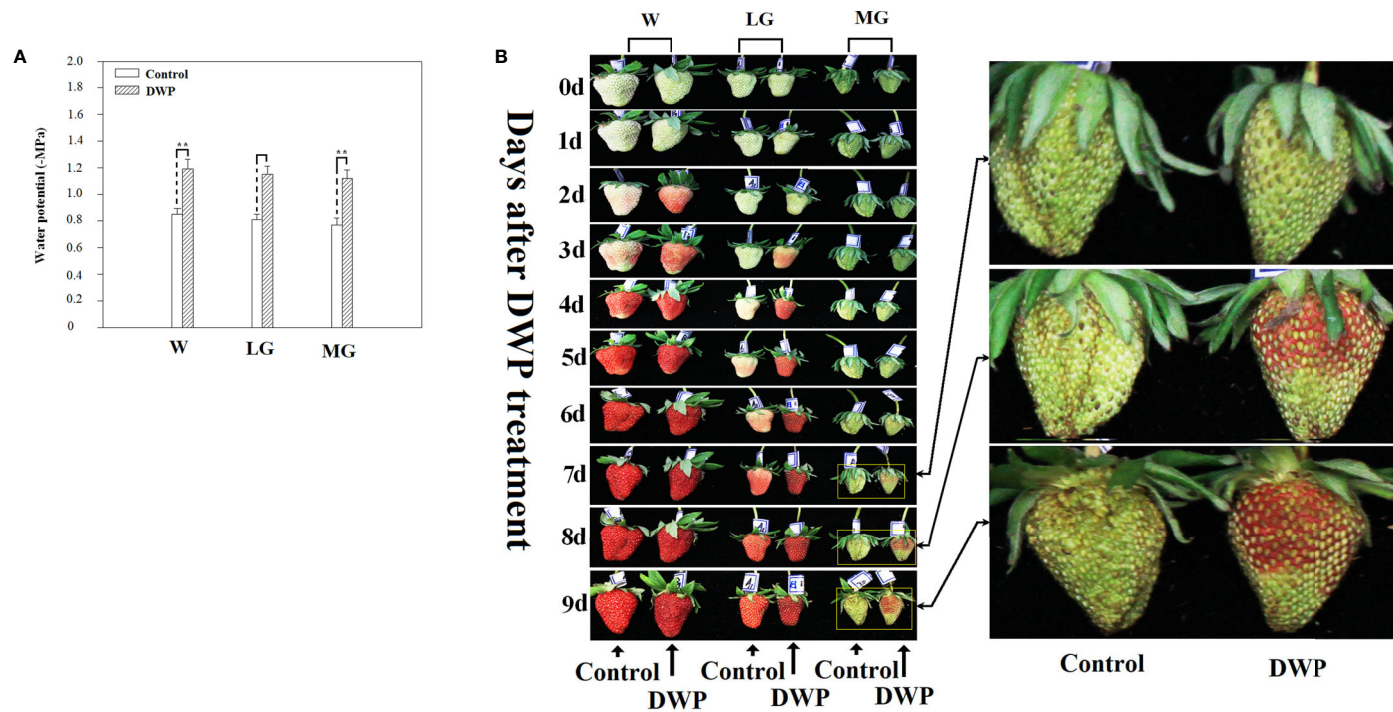 A
2.0
1.8
1.6
1.4
1.2
1.0
0.8
0.6
0.4
0.2
0
Water potential (-MPa)
Control
DWP
**
**
W
LG
MG
B
W
LG
MG
Days after DWP treatment
0d
1d
2d
3d
4d
5d
6d
7d
8d
9d
Control
DWP
Control
DWP
Control
DWP
Control
DWP